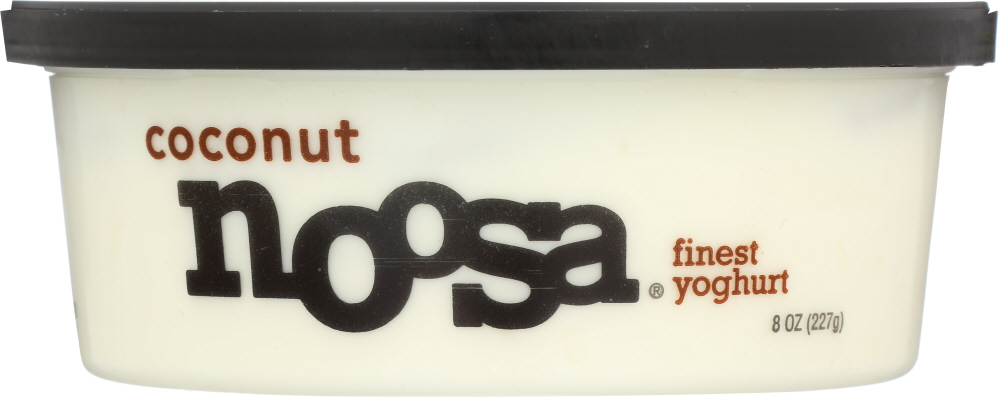 coconut
noosa®
finest
yoghurt
8 OZ (227g)